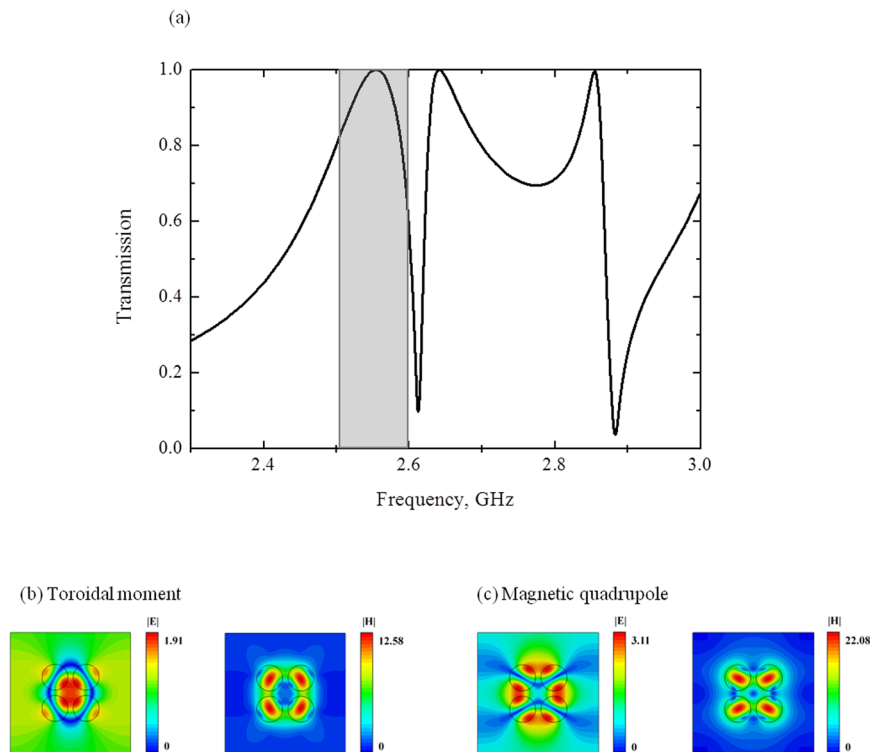 (a)
1.0
0.8
0.6
0.4
0.2
0.0
Transmission
2.4 2.6 2.8 3.0
Frequency, GHz
(b) Toroidal moment
|E|
1.91
0
|H|
12.58
0
(c) Magnetic quadrupole
|E|
3.11
0
|H|
22.08
0